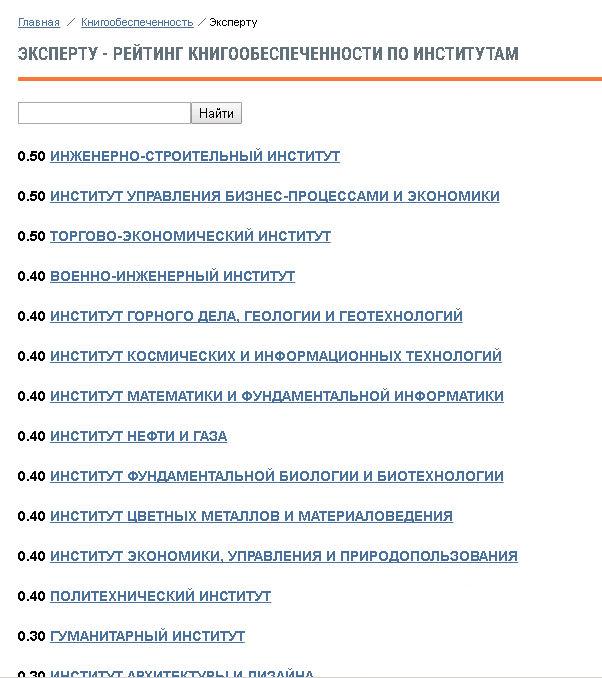 Главная / Книгообеспеченность / Эксперту
ЭКСПЕРТУ - РЕЙТИНГ КНИГООБЕСПЕЧЕННОСТИ ПО ИНСТИТУТАМ
Найти
0.50 ИНЖЕНЕРНО-СТРОИТЕЛЬНЫЙ ИНСТИТУТ
0.50 ИНСТИТУТ УПРАВЛЕНИЯ БИЗНЕС-ПРОЦЕССАМИ И ЭКОНОМИКИ
0.50 ТОРГОВО-ЭКОНОМИЧЕСКИЙ ИНСТИТУТ
0.40 ВОЕННО-ИНЖЕНЕРНЫЙ ИНСТИТУТ
0.40 ИНСТИТУТ ГОРНОГО ДЕЛА, ГЕОЛОГИИ И ГЕОТЕХНОЛОГИЙ
0.40 ИНСТИТУТ КОСМИЧЕСКИХ И ИНФОРМАЦИОННЫХ ТЕХНОЛОГИЙ
0.40 ИНСТИТУТ МАТЕМАТИКИ И ФУНДАМЕНТАЛЬНОЙ ИНФОРМАТИКИ
0.40 ИНСТИТУТ НЕФТИ И ГАЗА
0.40 ИНСТИТУТ ФУНДАМЕНТАЛЬНОЙ БИОЛОГИИ И БИОТЕХНОЛОГИИ
0.40 ИНСТИТУТ ЦВЕТНЫХ МЕТАЛЛОВ И МАТЕРИАЛОВЕДЕНИЯ
0.40 ИНСТИТУТ ЭКОНОМИКИ, УПРАВЛЕНИЯ И ПРИРОДОПОЛЬЗОВАНИЯ
0.40 ПОЛИТЕХНИЧЕСКИЙ ИНСТИТУТ
0.30 ГУМАНИТАРНЫЙ ИНСТИТУТ
0.30 ИНСТИТУТ АРХИТЕКТУРЫ И ДИЗАЙНА